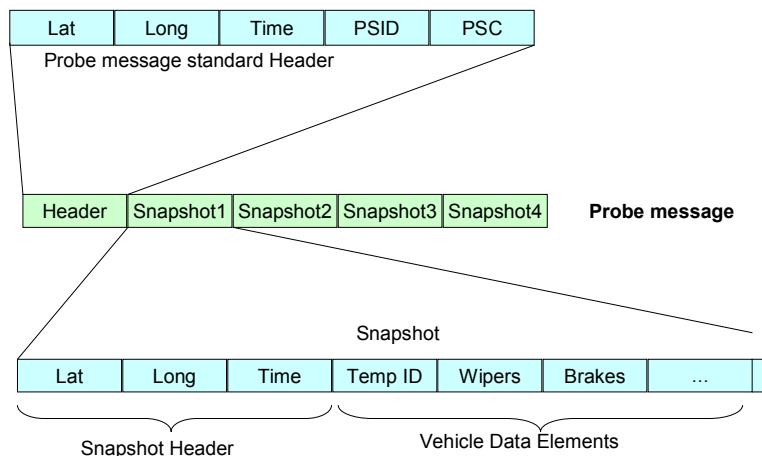 Lat Long Time PSID PSC
Probe message standard Header
Header Snapshot1 Snapshot2 Snapshot3 Snapshot4 Probe message
Snapshot
Lat Long Time Temp ID Wipers Brakes ...
Snapshot Header Vehicle Data Elements